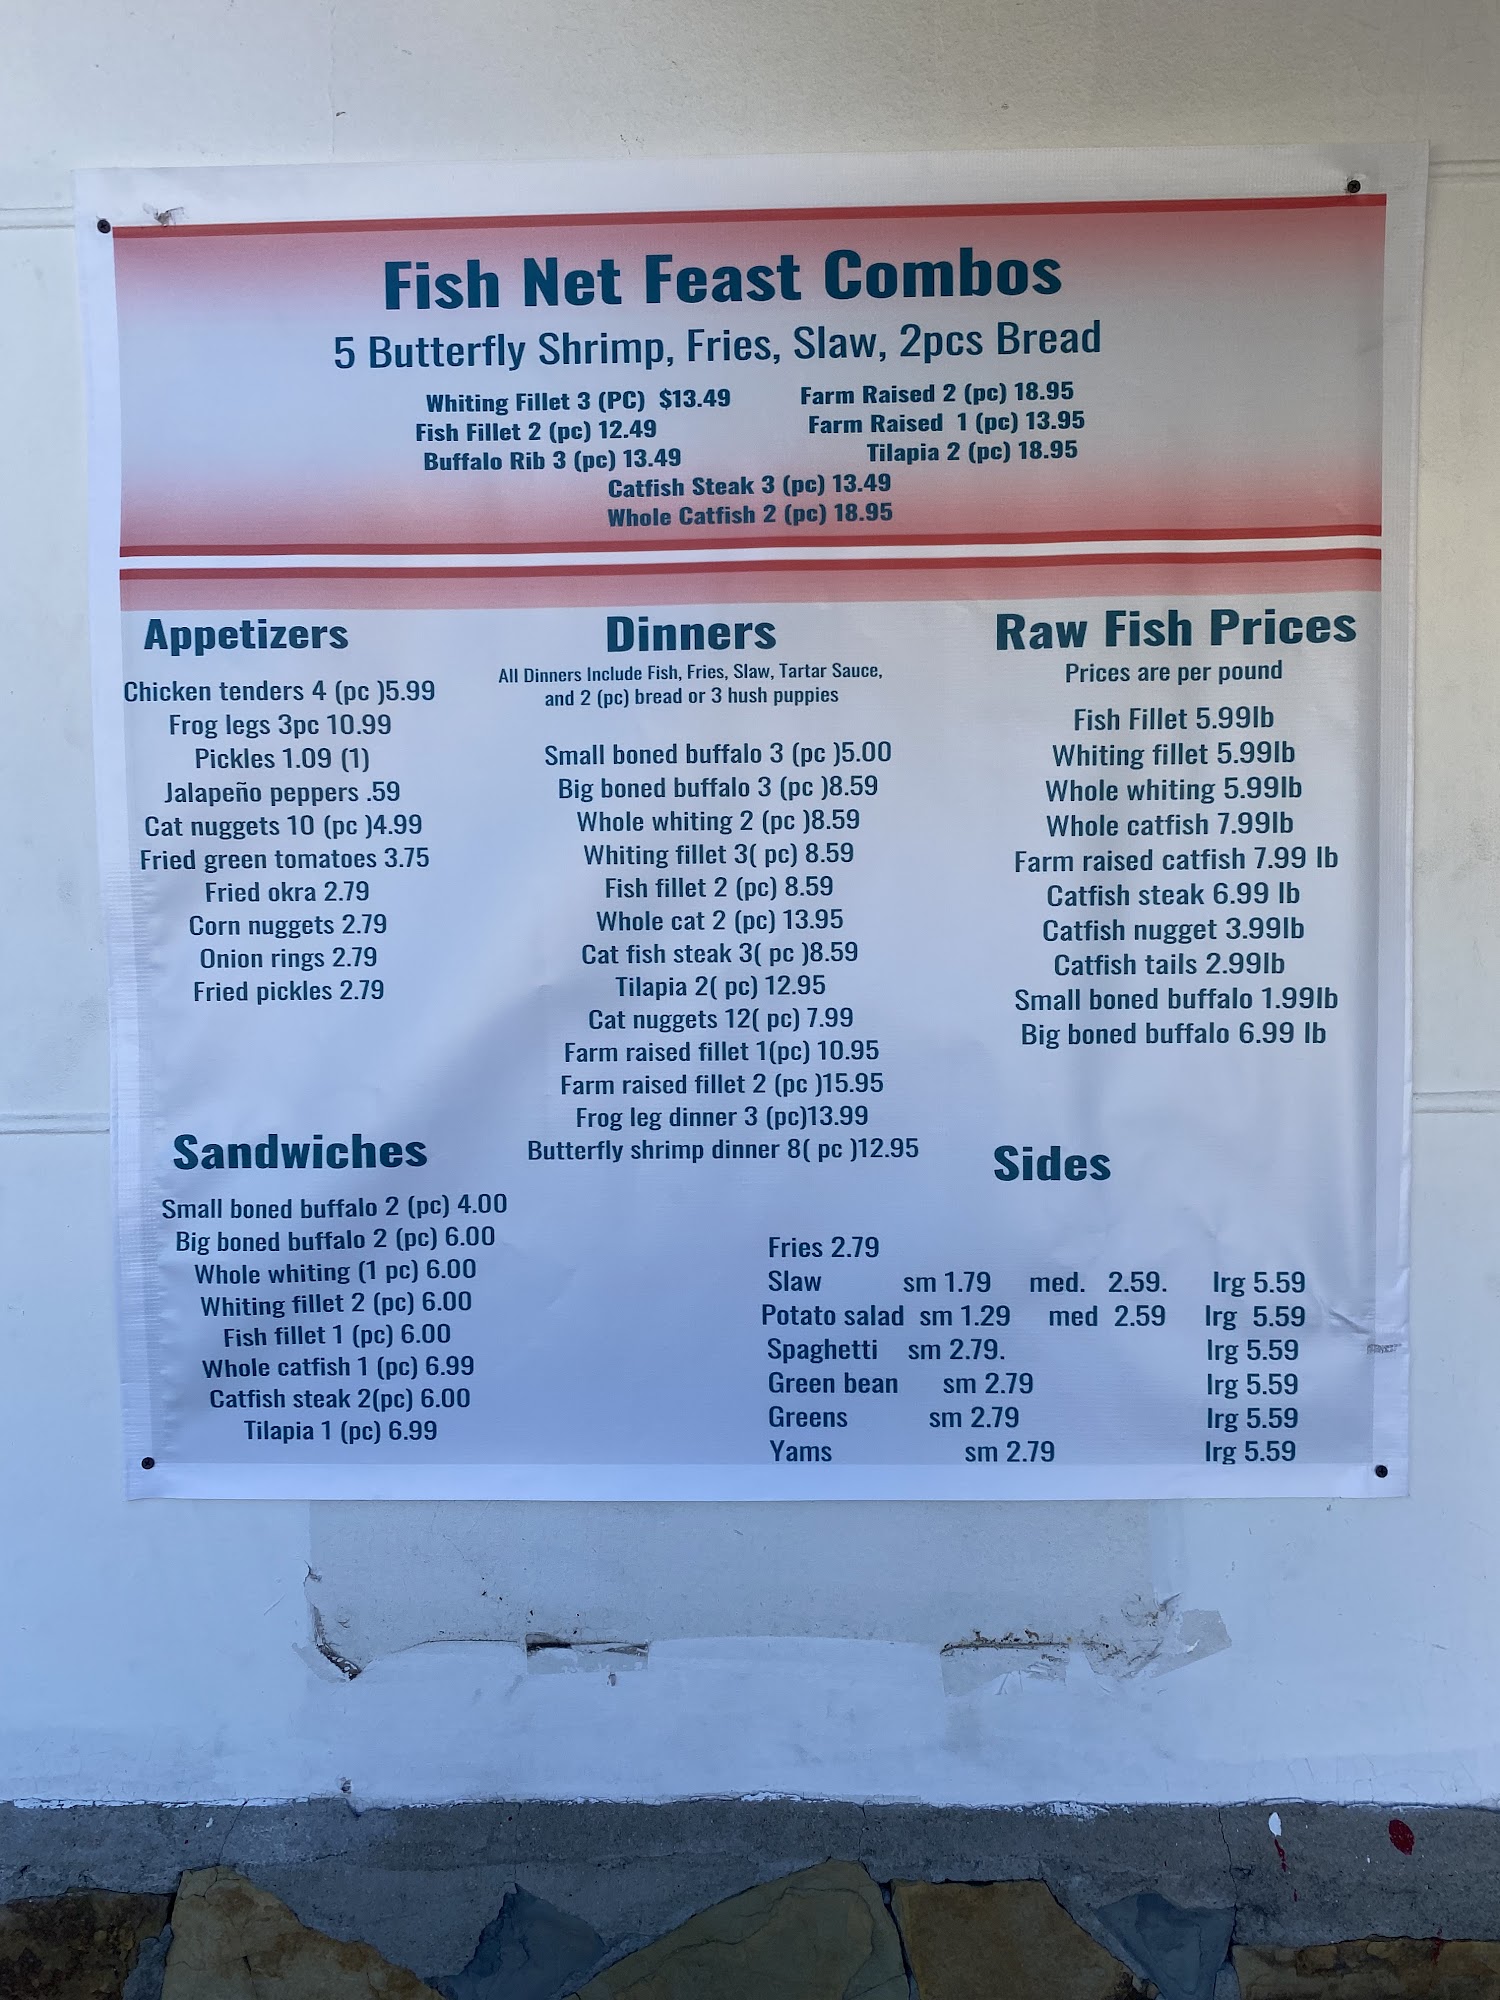 Fish Net Feast Combos
5 Butterfly Shrimp, Fries, Slaw, 2pcs Bread
Whiting Fillet 3 (PC) $13.49
Fish Fillet 2 (pc) 12.49
Buffalo Rib 3 (pc) 13.49
Farm Raised 2 (pc) 18.95
Farm Raised 1 (pc) 13.95
Tilapia 2 (pc) 18.95
Catfish Steak 3 (pc) 13.49
Whole Catfish 2 (pc) 18.95
Appetizers
Chicken tenders 4 (pc )5.99
Frog legs 3pc 10.99
Pickles 1.09 (1)
Jalapeño peppers .59
Cat nuggets 10 (pc )4.99
Fried green tomatoes 3.75
Fried okra 2.79
Corn nuggets 2.79
Onion rings 2.79
Fried pickles 2.79
Sandwiches
Small boned buffalo 2 (pc) 4.00
Big boned buffalo 2 (pc) 6.00
Whole whiting (1 pc) 6.00
Whiting fillet 2 (pc) 6.00
Fish fillet 1 (pc) 6.00
Whole catfish 1 (pc) 6.99
Catfish steak 2(pc) 6.00
Tilapia 1 (pc) 6.99
Dinners
All Dinners Include Fish, Fries, Slaw, Tartar Sauce,
and 2 (pc) bread or 3 hush puppies
Small boned buffalo 3 (pc )5.00
Big boned buffalo 3 (pc )8.59
Whole whiting 2 (pc )8.59
Whiting fillet 3( pc) 8.59
Fish fillet 2 (pc) 8.59
Whole cat 2 (pc) 13.95
Cat fish steak 3( pc )8.59
Tilapia 2( pc) 12.95
Cat nuggets 12( pc) 7.99
Farm raised fillet 1(pc) 10.95
Farm raised fillet 2 (pc )15.95
Frog leg dinner 3 (pc)13.99
Butterfly shrimp dinner 8( pc )12.95
Raw Fish Prices
Prices are per pound
Fish Fillet 5.99lb
Whiting fillet 5.99lb
Whole whiting 5.99lb
Whole catfish 7.99lb
Farm raised catfish 7.99 lb
Catfish steak 6.99 lb
Catfish nugget 3.99lb
Catfish tails 2.99lb
Small boned buffalo 1.99lb
Big boned buffalo 6.99 lb
Sides
Fries 2.79
Slaw sm 1.79 med. 2.59. lrg 5.59
Potato salad sm 1.29 med 2.59 lrg 5.59
Spaghetti sm 2.79. lrg 5.59
Green bean sm 2.79 lrg 5.59
Greens sm 2.79 lrg 5.59
Yams sm 2.79 lrg 5.59